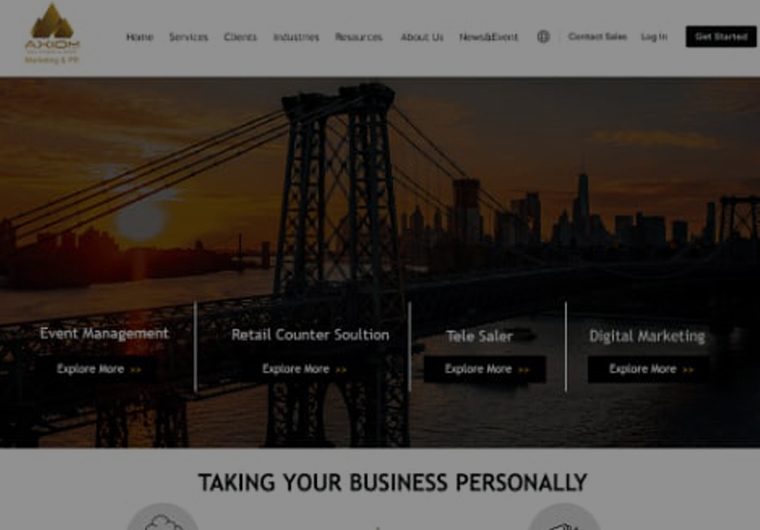 AXIOM
Marketing & PR
Home Services Clients Industries Resources About Us News&Event Contact Sales Log In Get Started
Event Management Retail Counter Soultion Tele Saler Digital Marketing
Explore More >> Explore More >> Explore More >> Explore More >>
TAKING YOUR BUSINESS PERSONALLY